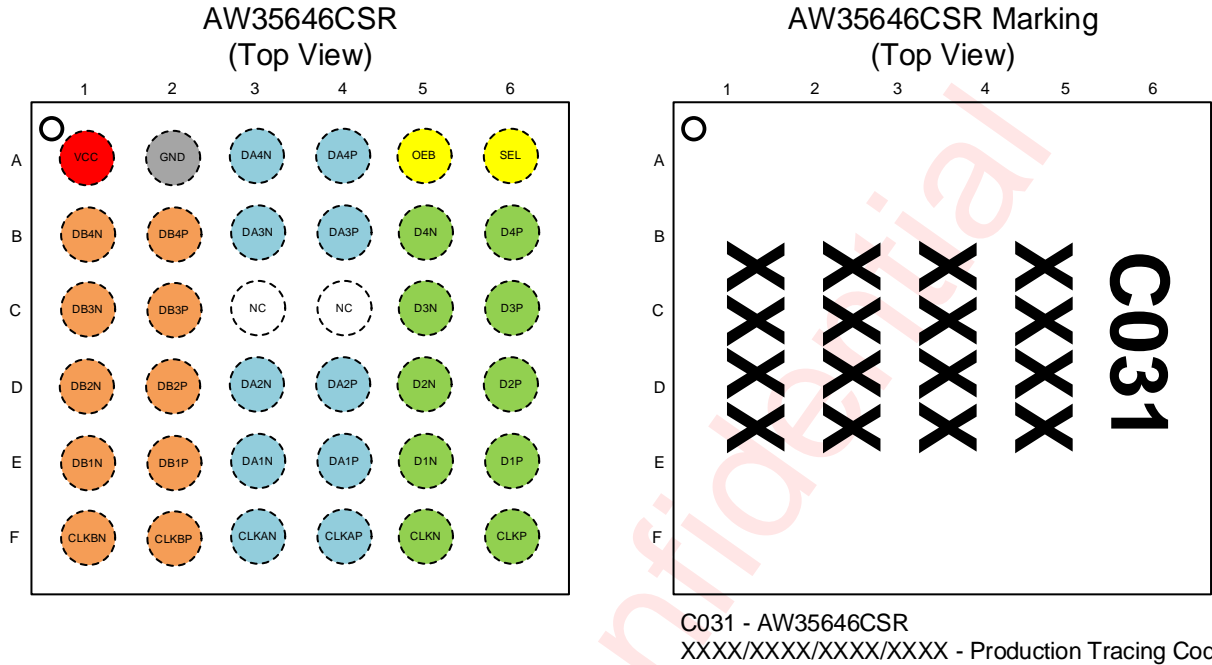 AW35646CSR
(Top View)
1 2 3 4 5 6
A VCC GND DA4N DA4P OEB SEL
B DB4N DB4P DA3N DA3P D4N D4P
C DB3N DB3P NC NC D3N D3P
D DB2N DB2P DA2N DA2P D2N D2P
E DB1N DB1P DA1N DA1P D1N D1P
F CLKBN CLKBP CLKAN CLKAP CLKN CLKP
AW35646CSR Marking
(Top View)
1 2 3 4 5 6
A
B
C
D
E
F
C031
XXXX
XXXX
XXXX
XXXX
C031 - AW35646CSR
XXXX/XXXX/XXXX/XXXX - Production Tracing
nfidential